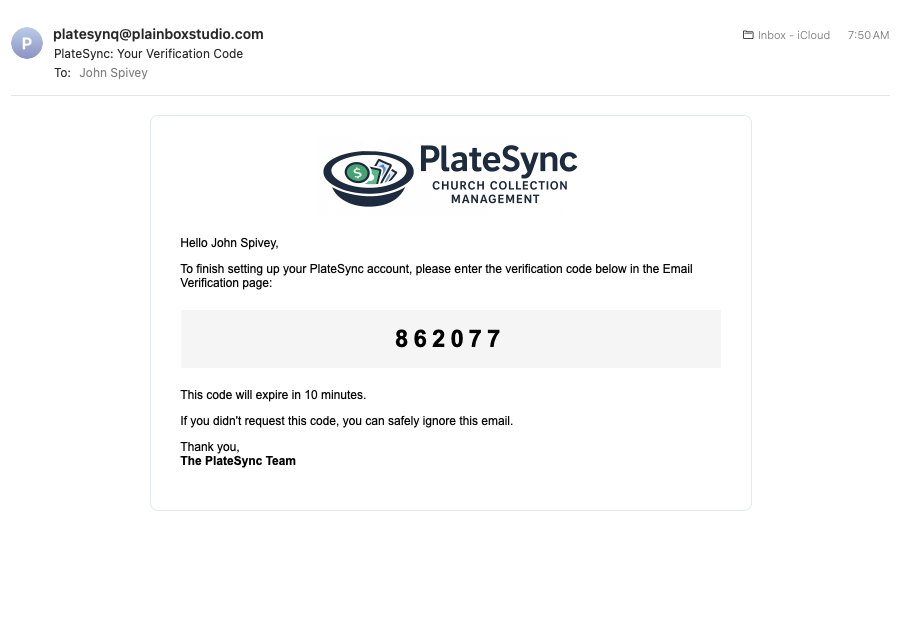 P
platesynq@plainboxstudio.com
Inbox - iCloud
7:50 AM
PlateSync: Your Verification Code
To: John Spivey
$
PlateSync
CHURCH COLLECTION
MANAGEMENT
Hello John Spivey,
To finish setting up your PlateSync account, please enter the verification code below in the Email
Verification page:
862077
This code will expire in 10 minutes.
If you didn't request this code, you can safely ignore this email.
Thank you,
The PlateSync Team